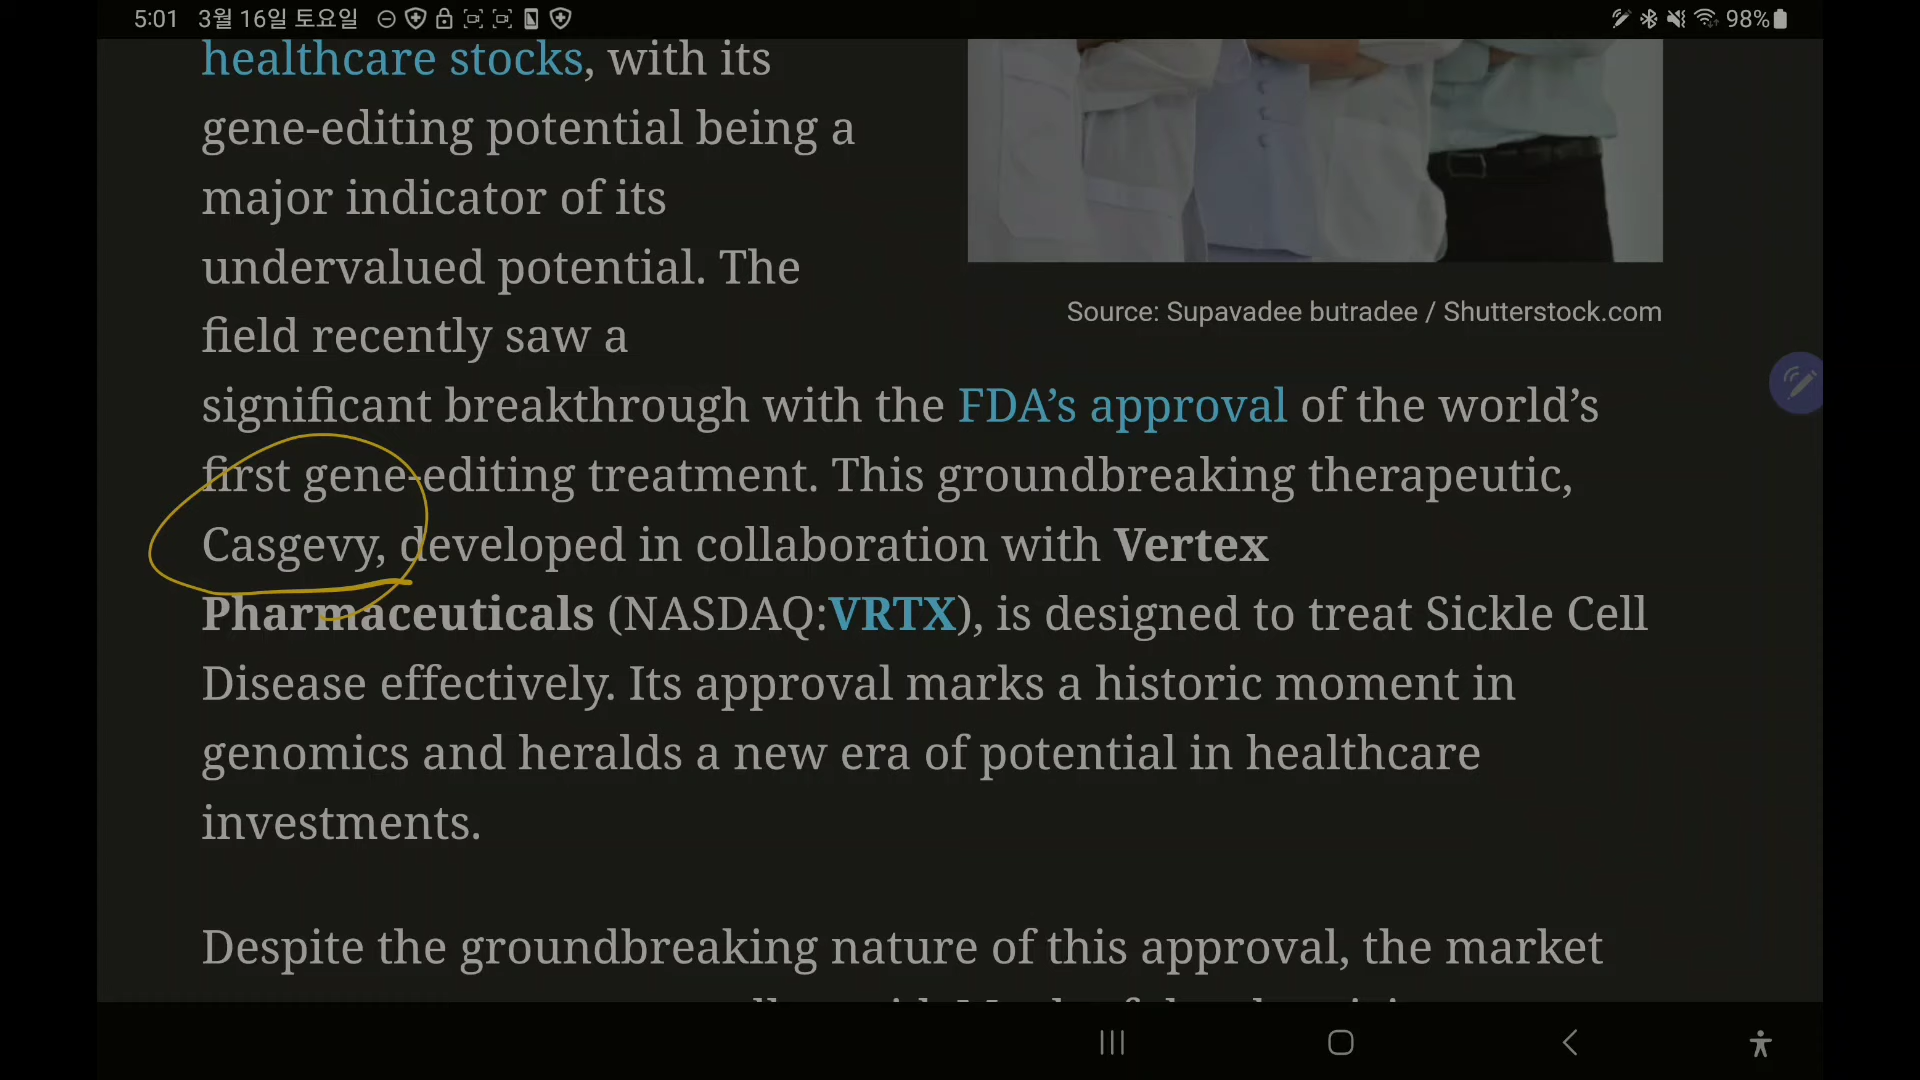 5:01 3월 16일 토요일 98%
healthcare stocks, with its
gene-editing potential being a
major indicator of its
undervalued potential. The
field recently saw a
Source: Supavadee butradee / Shutterstock.com
significant breakthrough with the FDA’s approval of the world’s
first gene-editing treatment. This groundbreaking therapeutic,
Casgevy, developed in collaboration with Vertex
Pharmaceuticals (NASDAQ:VRTX), is designed to treat Sickle Cell
Disease effectively. Its approval marks a historic moment in
genomics and heralds a new era of potential in healthcare
investments.
Despite the groundbreaking nature of this approval, the market